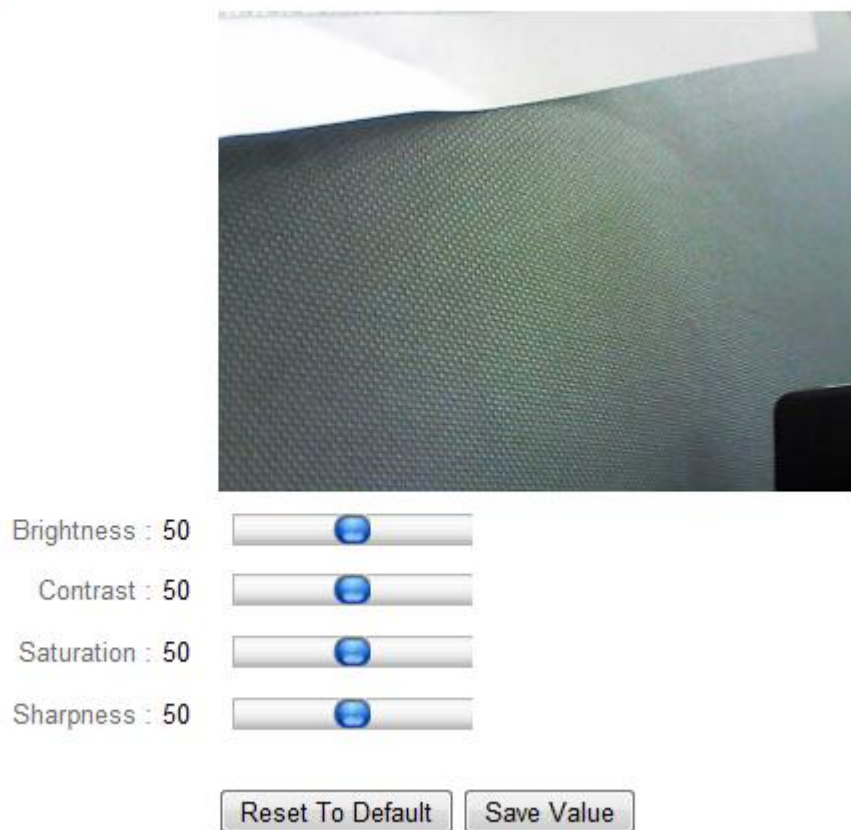 Brightness : 50
Contrast : 50
Saturation : 50
Sharpness : 50
Reset To Default Save Value